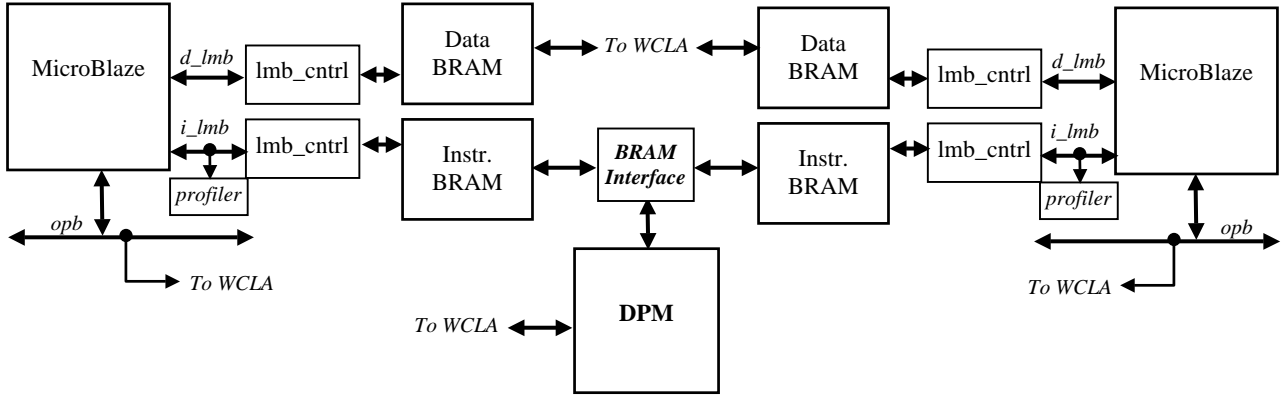 MicroBlaze
d_lmb
lmb_cntrl
Data
BRAM
To WCLA
Data
BRAM
lmb_cntrl
d_lmb
MicroBlaze
i_lmb
lmb_cntrl
profiler
Instr.
BRAM
BRAM
Interface
Instr.
BRAM
lmb_cntrl
i_lmb
profiler
opb
To WCLA
opb
To WCLA
To WCLA
DPM